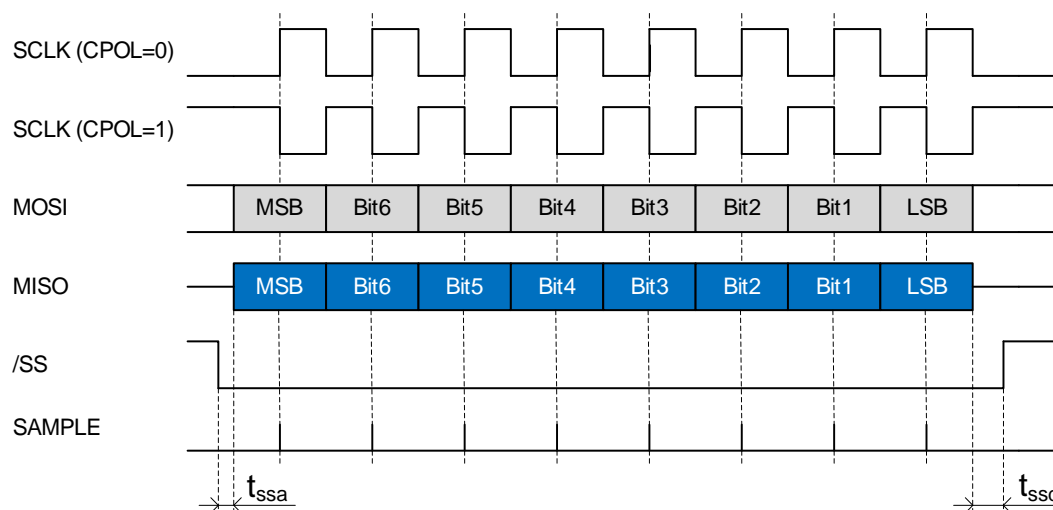 SCLK (CPOL=0)
SCLK (CPOL=1)
MOSI MSB Bit6 Bit5 Bit4 Bit3 Bit2 Bit1 LSB
MISO MSB Bit6 Bit5 Bit4 Bit3 Bit2 Bit1 LSB
/SS
SAMPLE
tssa